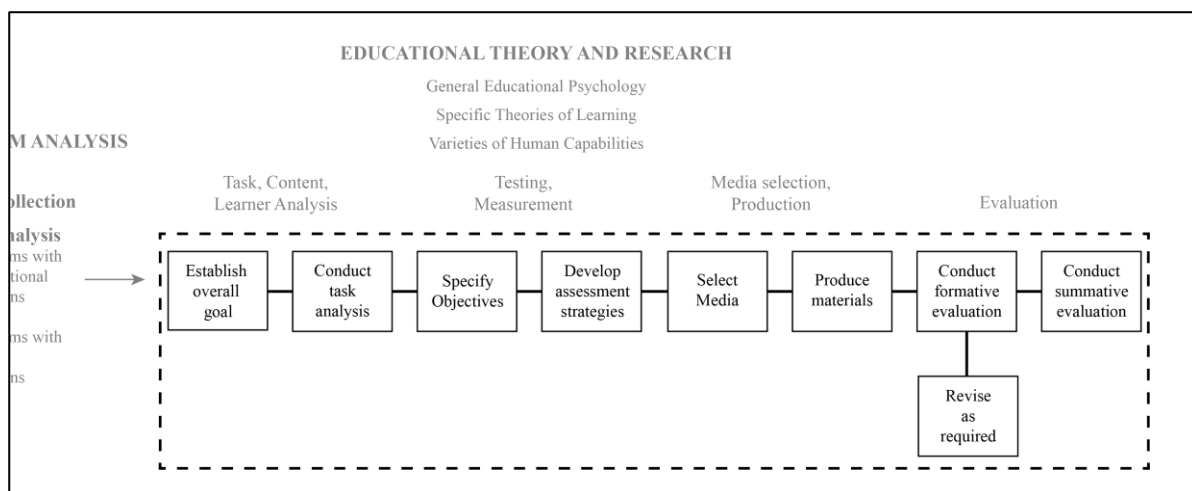 EDUCATIONAL THEORY AND RESEARCH
General Educational Psychology
Specific Theories of Learning
Varieties of Human Capabilities
M ANALYSIS
ollection
nalysis
ms with
tional
ns
ms with
ns
Task, Content,
Learner Analysis
Testing,
Measurement
Media selection,
Production
Evaluation
Establish
overall
goal
Conduct
task
analysis
Specify
Objectives
Develop
assessment
strategies
Select
Media
Produce
materials
Conduct
formative
evaluation
Conduct
summative
evaluation
Revise
as
required